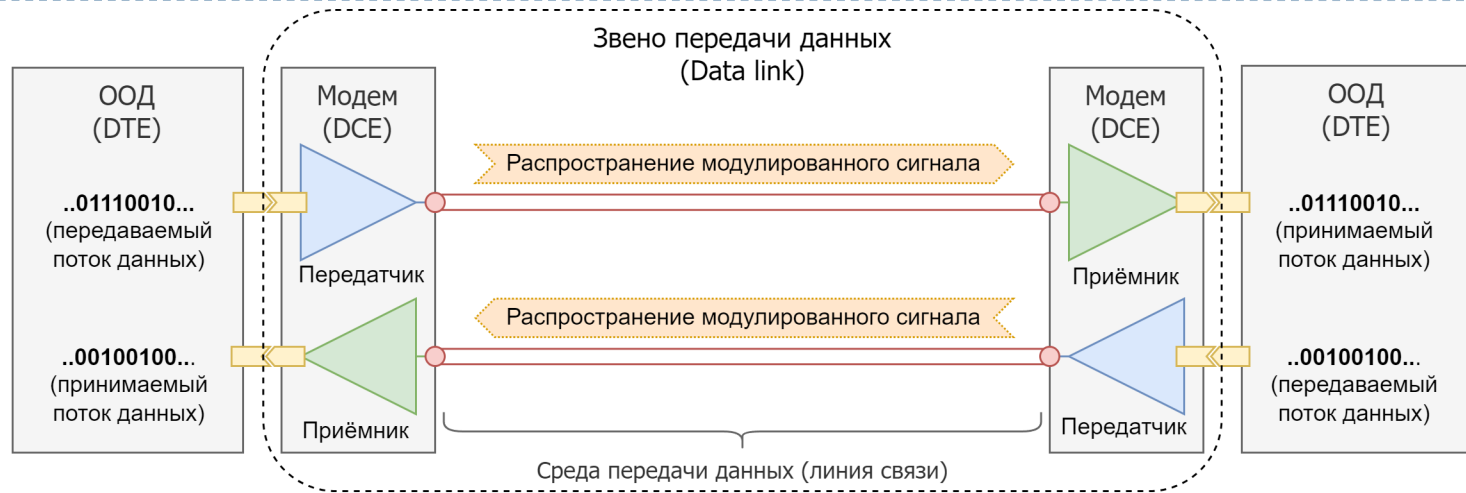 Звено передачи данных
(Data link)
ООД
(DTE)
Модем
(DCE)
Модем
(DCE)
ООД
(DTE)
Распространение модулированного сигнала
..01110010...
(передаваемый
поток данных)
Передатчик
Приёмник
..01110010...
(принимаемый
поток данных)
Распространение модулированного сигнала
..00100100...
(принимаемый
поток данных)
Приёмник
Передатчик
..00100100...
(передаваемый
поток данных)
Среда передачи данных (линия связи)